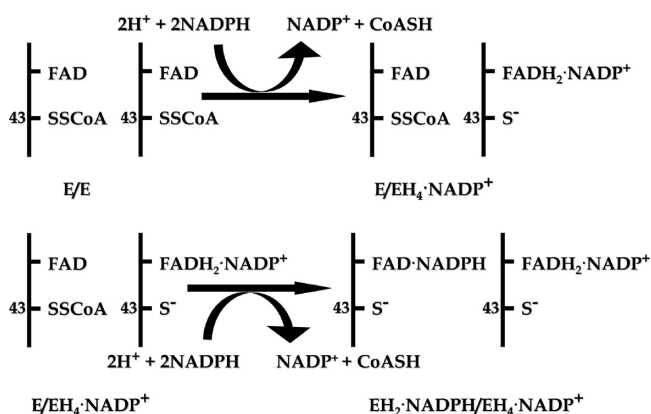 2H⁺ + 2NADPH NADP⁺ + CoASH
FAD FAD FAD FADH₂·NADP⁺
43 SSCoA 43 SSCoA 43 SSCoA 43 S⁻
E/E E/EH₄·NADP⁺
FAD FADH₂·NADP⁺ FAD·NADPH FADH₂·NADP⁺
43 SSCoA 43 S⁻ 43 S⁻ 43 S⁻
2H⁺ + 2NADPH NADP⁺ + CoASH
E/EH₄·NADP⁺ EH₂·NADPH/EH₄·NADP⁺